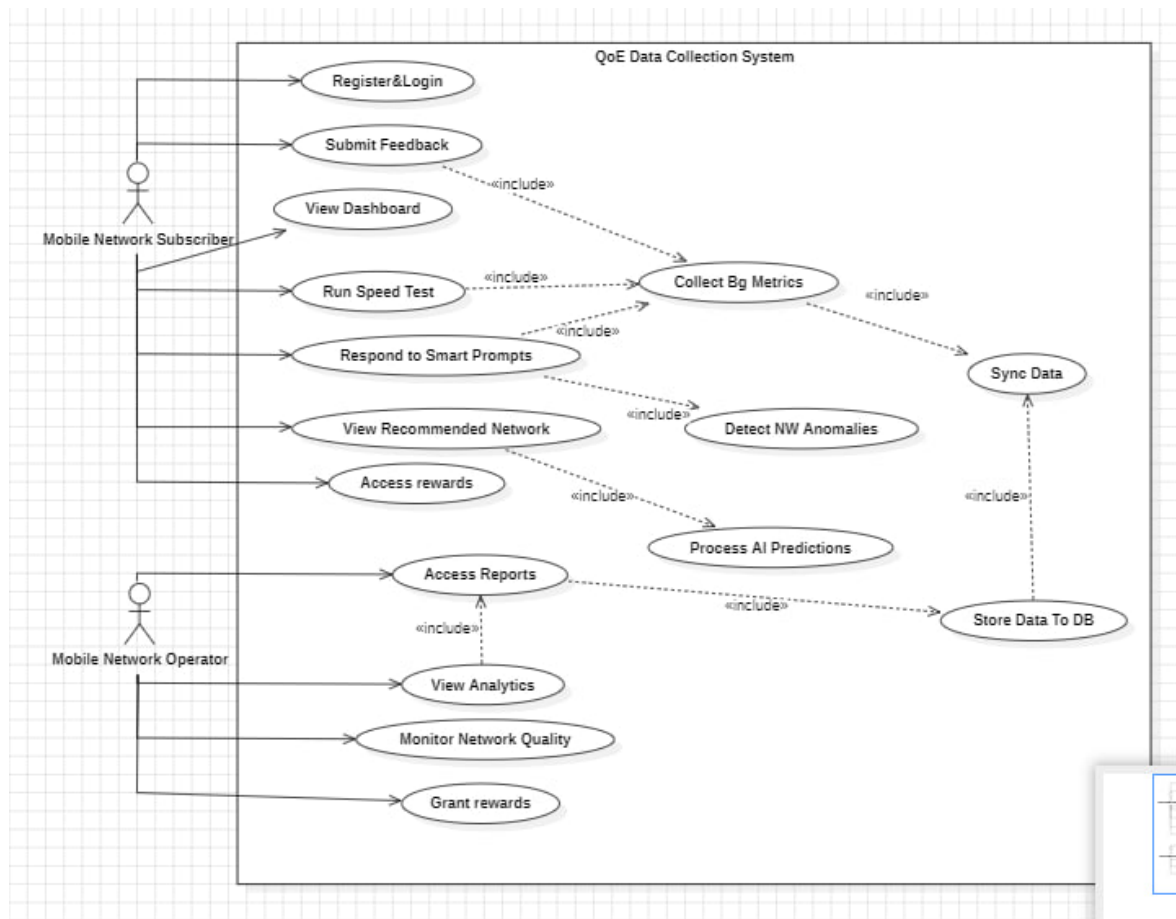 QoE Data Collection System
Register&Login
Submit Feedback
«include»
View Dashboard
Mobile Network Subscriber
Run Speed Test
«include»
Collect Bg Metrics
«include»
«include»
Respond to Smart Prompts
Sync Data
«include»
View Recommended Network
Detect NW Anomalies
Access rewards
«include»
«include»
Process AI Predictions
Access Reports
«include»
Store Data To DB
«include»
Mobile Network Operator
View Analytics
Monitor Network Quality
Grant rewards